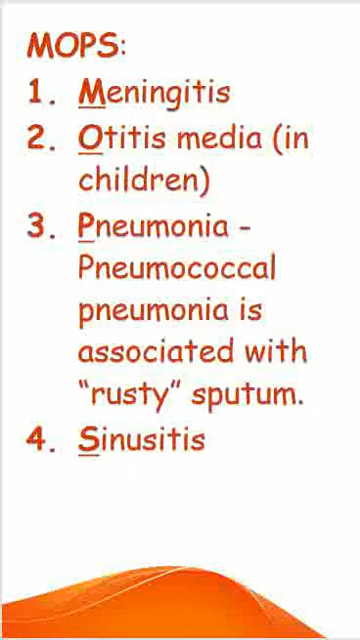 MOPS:
1. Meningitis
2. Otitis media (in
children)
3. Pneumonia -
Pneumococcal
pneumonia is
associated with
“rusty” sputum.
4. Sinusitis